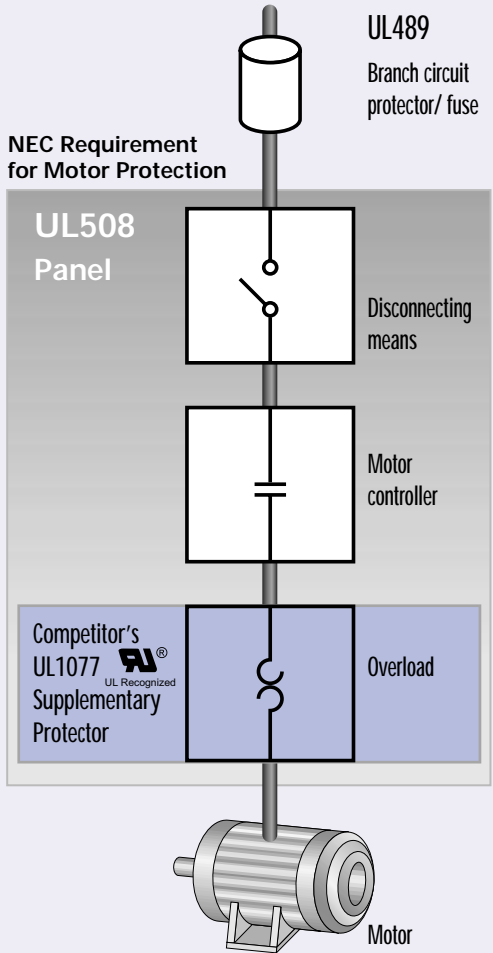 UL489
Branch circuit
protector/ fuse
NEC Requirement
for Motor Protection
UL508
Panel
Disconnecting
means
Motor
controller
Competitor's
UL1077
Supplementary
Protector
RU®
UL Recognized
Overload
Motor